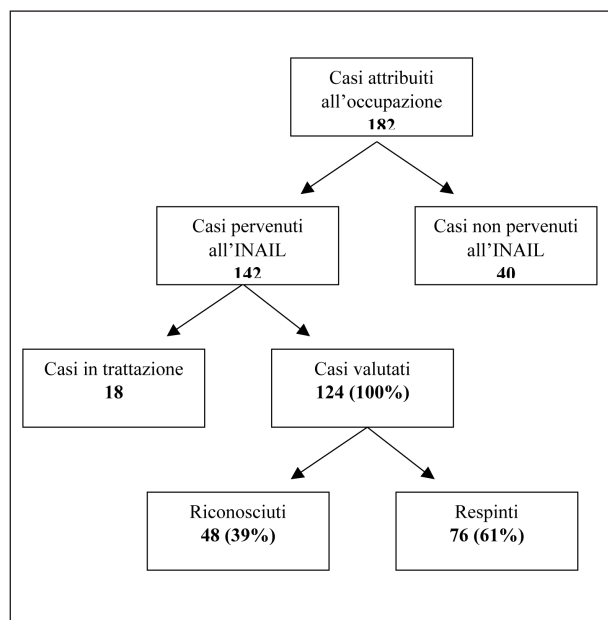 Casi attribuiti
all'occupazione
182
Casi pervenuti
all'INAIL
142
Casi non pervenuti
all'INAIL
40
Casi in trattazione
18
Casi valutati
124 (100%)
Riconosciuti
48 (39%)
Respinti
76 (61%)